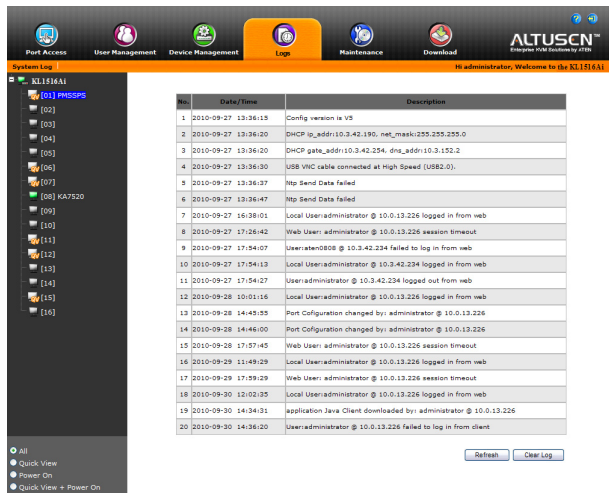 Port Access
User Management
Device Management
Logs
Maintenance
Download
ALTUSCN™
Enterprise KVM Solutions by ATEN
System Log
Hi administrator, Welcome to the KL1516Ai
KL1516Ai
[01] PMSSPS
[02]
[03]
[04]
[05]
[06]
[07]
[08] KA7520
[09]
[10]
[11]
[12]
[13]
[14]
[15]
[16]
No. Date/Time Description
1 2010-09-27 13:36:15 Config version is V5
2 2010-09-27 13:36:20 DHCP ip_addr:10.3.42.190, net_mask:255.255.255.0
3 2010-09-27 13:36:20 DHCP gate_addr:10.3.42.254, dns_addr:10.3.152.2
4 2010-09-27 13:36:30 USB VNC cable connected at High Speed (USB2.0).
5 2010-09-27 13:36:37 Ntp Send Data failed
6 2010-09-27 13:36:47 Ntp Send Data failed
7 2010-09-27 16:38:01 Local User:administrator @ 10.0.13.226 logged in from web
8 2010-09-27 17:26:42 Web User: administrator @ 10.0.13.226 session timeout
9 2010-09-27 17:54:07 User:aten0808 @ 10.3.42.234 failed to log in from web
10 2010-09-27 17:54:13 Local User:administrator @ 10.3.42.234 logged in from web
11 2010-09-27 17:54:27 User:administrator @ 10.3.42.234 logged out from web
12 2010-09-28 10:01:16 Local User:administrator @ 10.0.13.226 logged in from web
13 2010-09-28 14:45:55 Port Cofiguration changed by: administrator @ 10.0.13.226
14 2010-09-28 14:46:00 Port Cofiguration changed by: administrator @ 10.0.13.226
15 2010-09-28 17:57:45 Web User: administrator @ 10.0.13.226 session timeout
16 2010-09-29 11:49:29 Local User:administrator @ 10.0.13.226 logged in from web
17 2010-09-29 17:59:29 Web User: administrator @ 10.0.13.226 session timeout
18 2010-09-30 12:02:35 Local User:administrator @ 10.0.13.226 logged in from web
19 2010-09-30 14:34:31 application Java Client downloaded by: administrator @ 10.0.13.226
20 2010-09-30 14:36:20 User:administrator @ 10.0.13.226 failed to log in from client
Refresh Clear Log
All
Quick View
Power On
Quick View + Power On